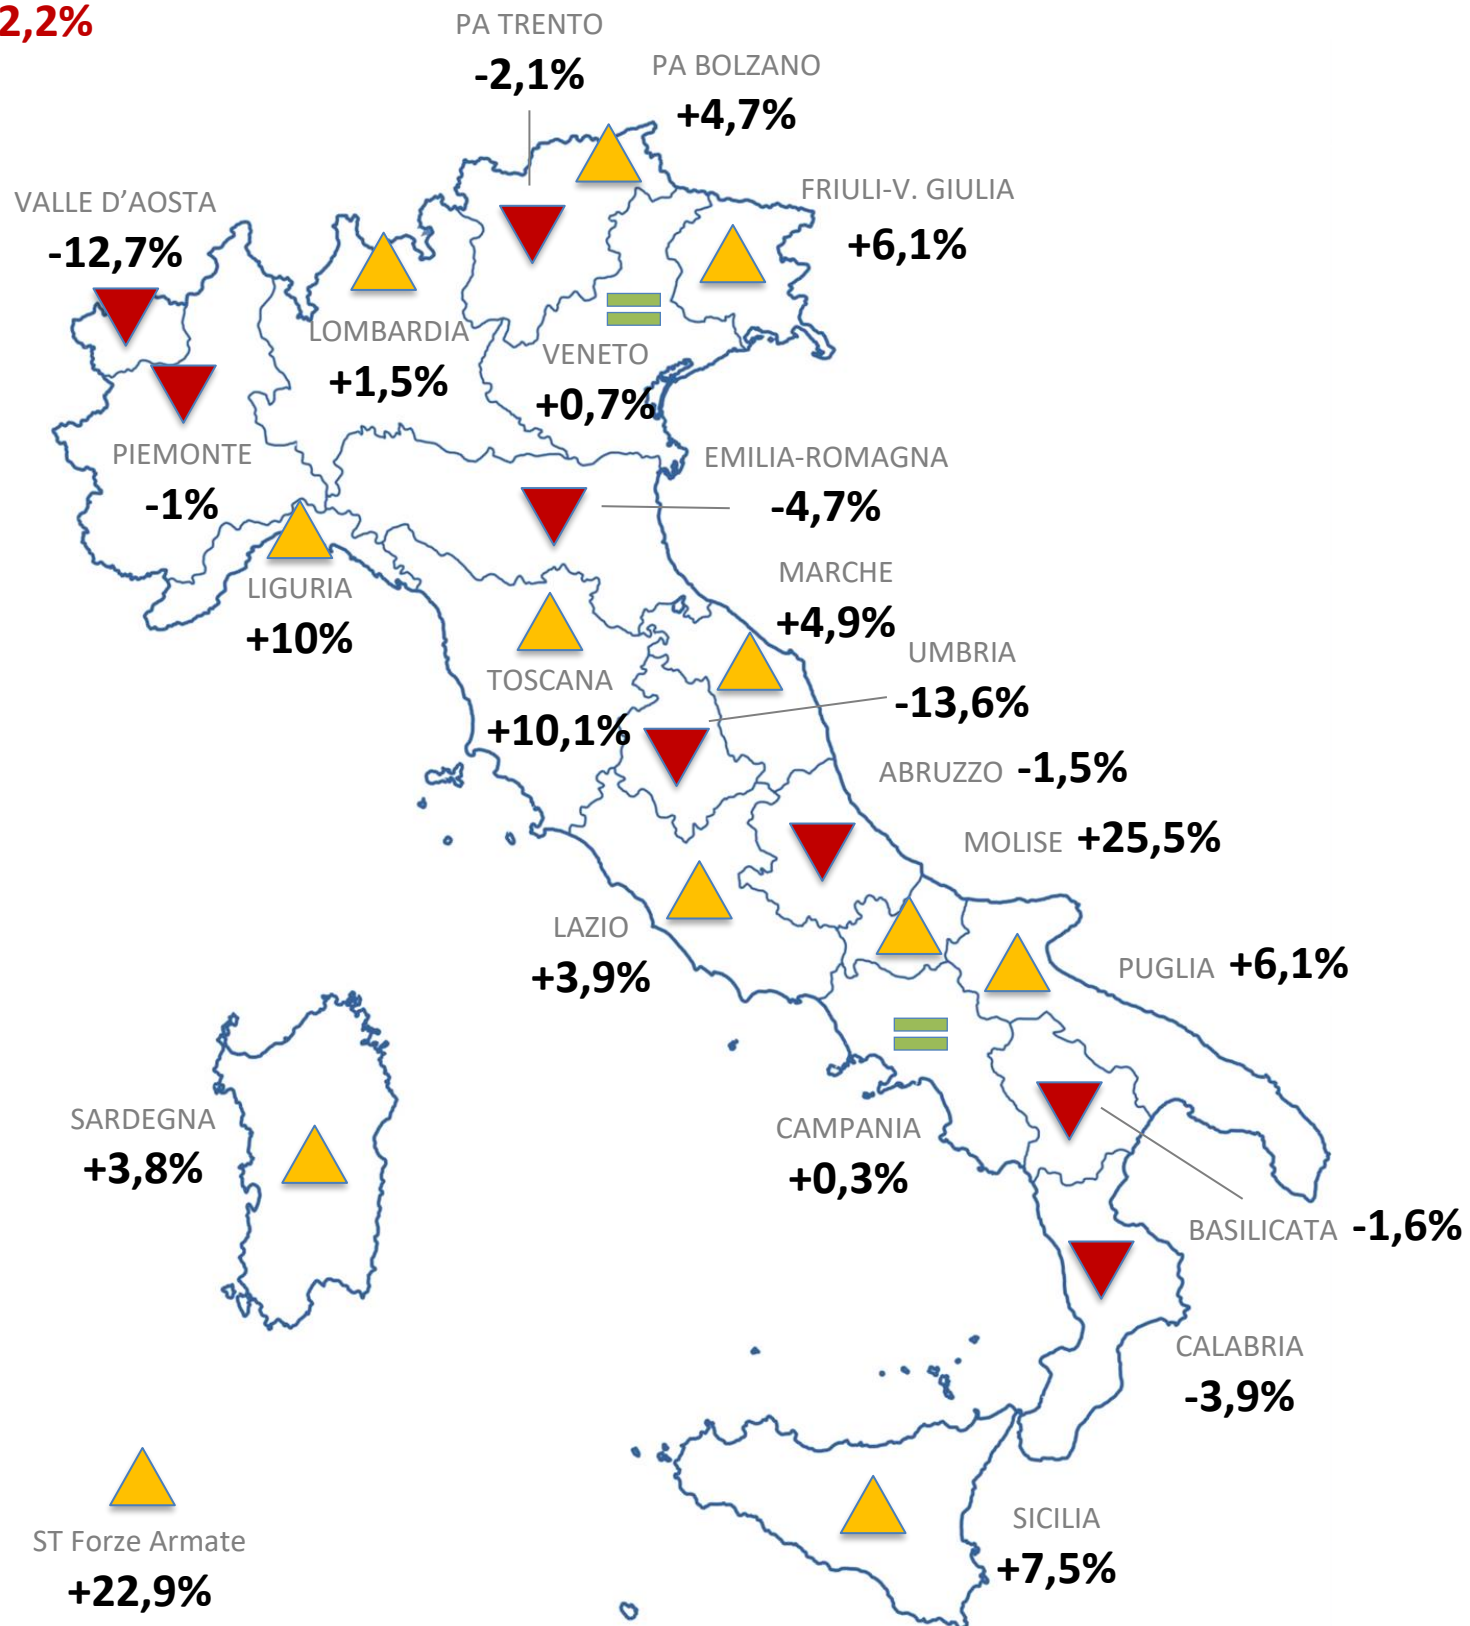 2,2%
PA TRENTO
-2,1%
PA BOLZANO
+4,7%
VALLE D’AOSTA
-12,7%
FRIULI-V. GIULIA
+6,1%
LOMBARDIA
+1,5%
VENETO
+0,7%
PIEMONTE
-1%
EMILIA-ROMAGNA
-4,7%
LIGURIA
+10%
MARCHE
+4,9%
TOSCANA
+10,1%
UMBRIA
-13,6%
ABRUZZO -1,5%
MOLISE +25,5%
LAZIO
+3,9%
PUGLIA +6,1%
SARDEGNA
+3,8%
CAMPANIA
+0,3%
BASILICATA -1,6%
CALABRIA
-3,9%
ST Forze Armate
+22,9%
SICILIA
+7,5%